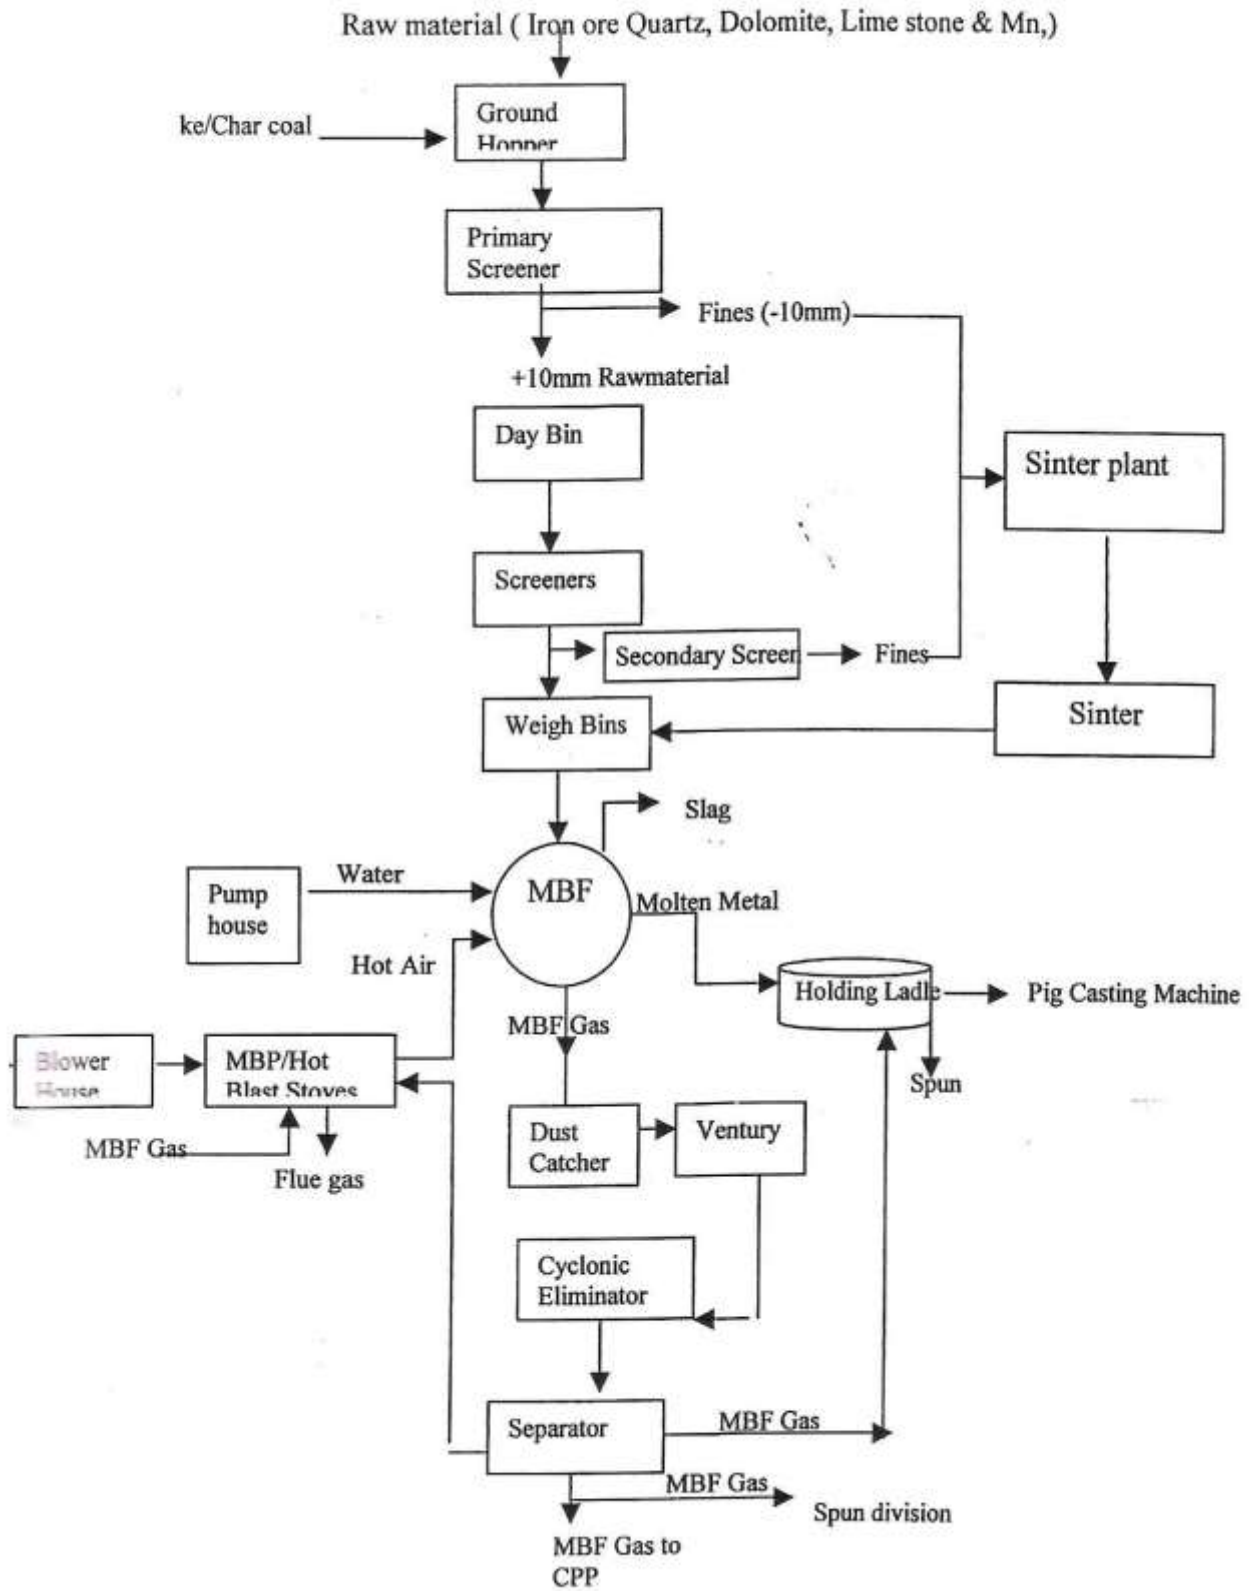 Raw material ( Iron ore Quartz, Dolomite, Lime stone & Mn,)
Ground
Hopper
ke/Char coal
Primary
Screener
Fines (-10mm)
+10mm Rawmaterial
Day Bin
Sinter plant
Screeners
Secondary Screen
Fines
Weigh Bins
Sinter
Slag
MBF
Water
Pump
house
Molten Metal
Hot Air
Holding Ladle
Pig Casting Machine
MBF Gas
Blower
House
MBP/Hot
Blast Stoves
Spun
MBF Gas
Flue gas
Dust
Catcher
Ventury
Cyclonic
Eliminator
Separator
MBF Gas
MBF Gas
Spun division
MBF Gas to
CPP